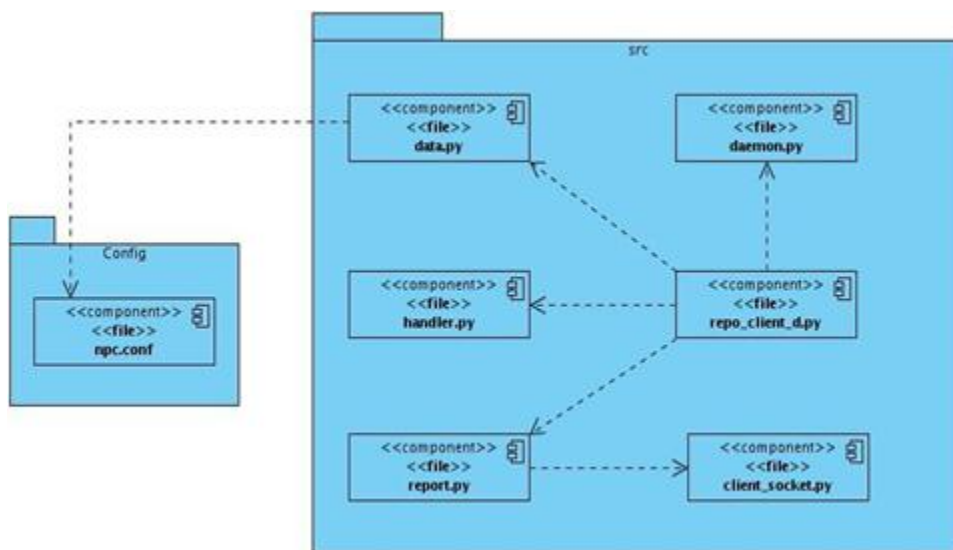 src
<<component>>
<<file>>
data.py
<<component>>
<<file>>
daemon.py
Config
<<component>>
<<file>>
npc.conf
<<component>>
<<file>>
handler.py
<<component>>
<<file>>
repo_client_d.py
<<component>>
<<file>>
report.py
<<component>>
<<file>>
client_socket.py